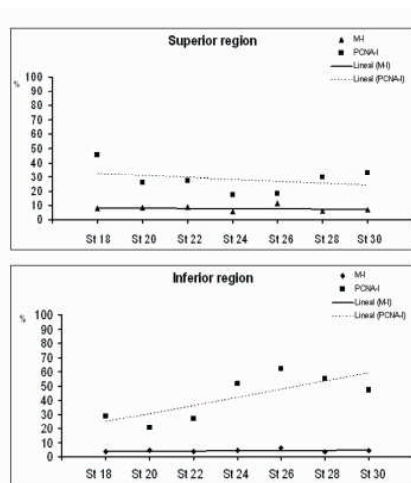 Superior region
M-I
PCNA-I
Lineal (M-I)
Lineal (PCNA-I)
%
100
90
80
70
60
50
40
30
20
10
0
St 18 St 20 St 22 St 24 St 26 St 28 St 30
Inferior region
M-I
PCNA-I
Lineal (M-I)
Lineal (PCNA-I)
%
100
90
80
70
60
50
40
30
20
10
0
St 18 St 20 St 22 St 24 St 26 St 28 St 30